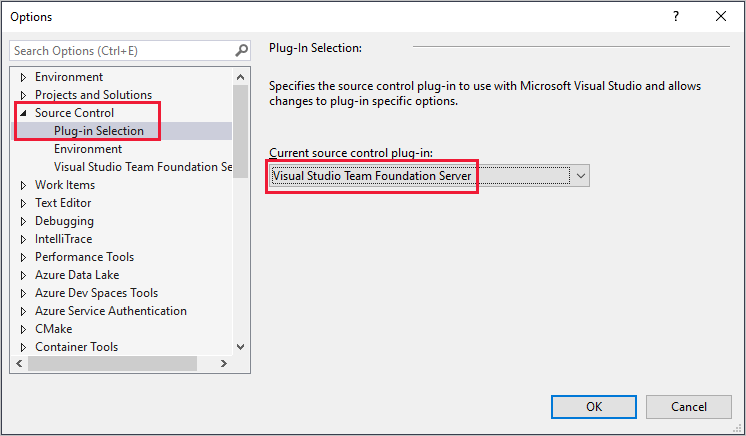 Options
Search Options (Ctrl+E)
Environment
Projects and Solutions
Source Control
Plug-in Selection
Environment
Visual Studio Team Foundation Se
Work Items
Text Editor
Debugging
IntelliTrace
Performance Tools
Azure Data Lake
Azure Dev Spaces Tools
Azure Service Authentication
CMake
Container Tools
Plug-In Selection:
Specifies the source control plug-in to use with Microsoft Visual Studio and allows
changes to plug-in specific options.
Current source control plug-in:
Visual Studio Team Foundation Server
OK
Cancel